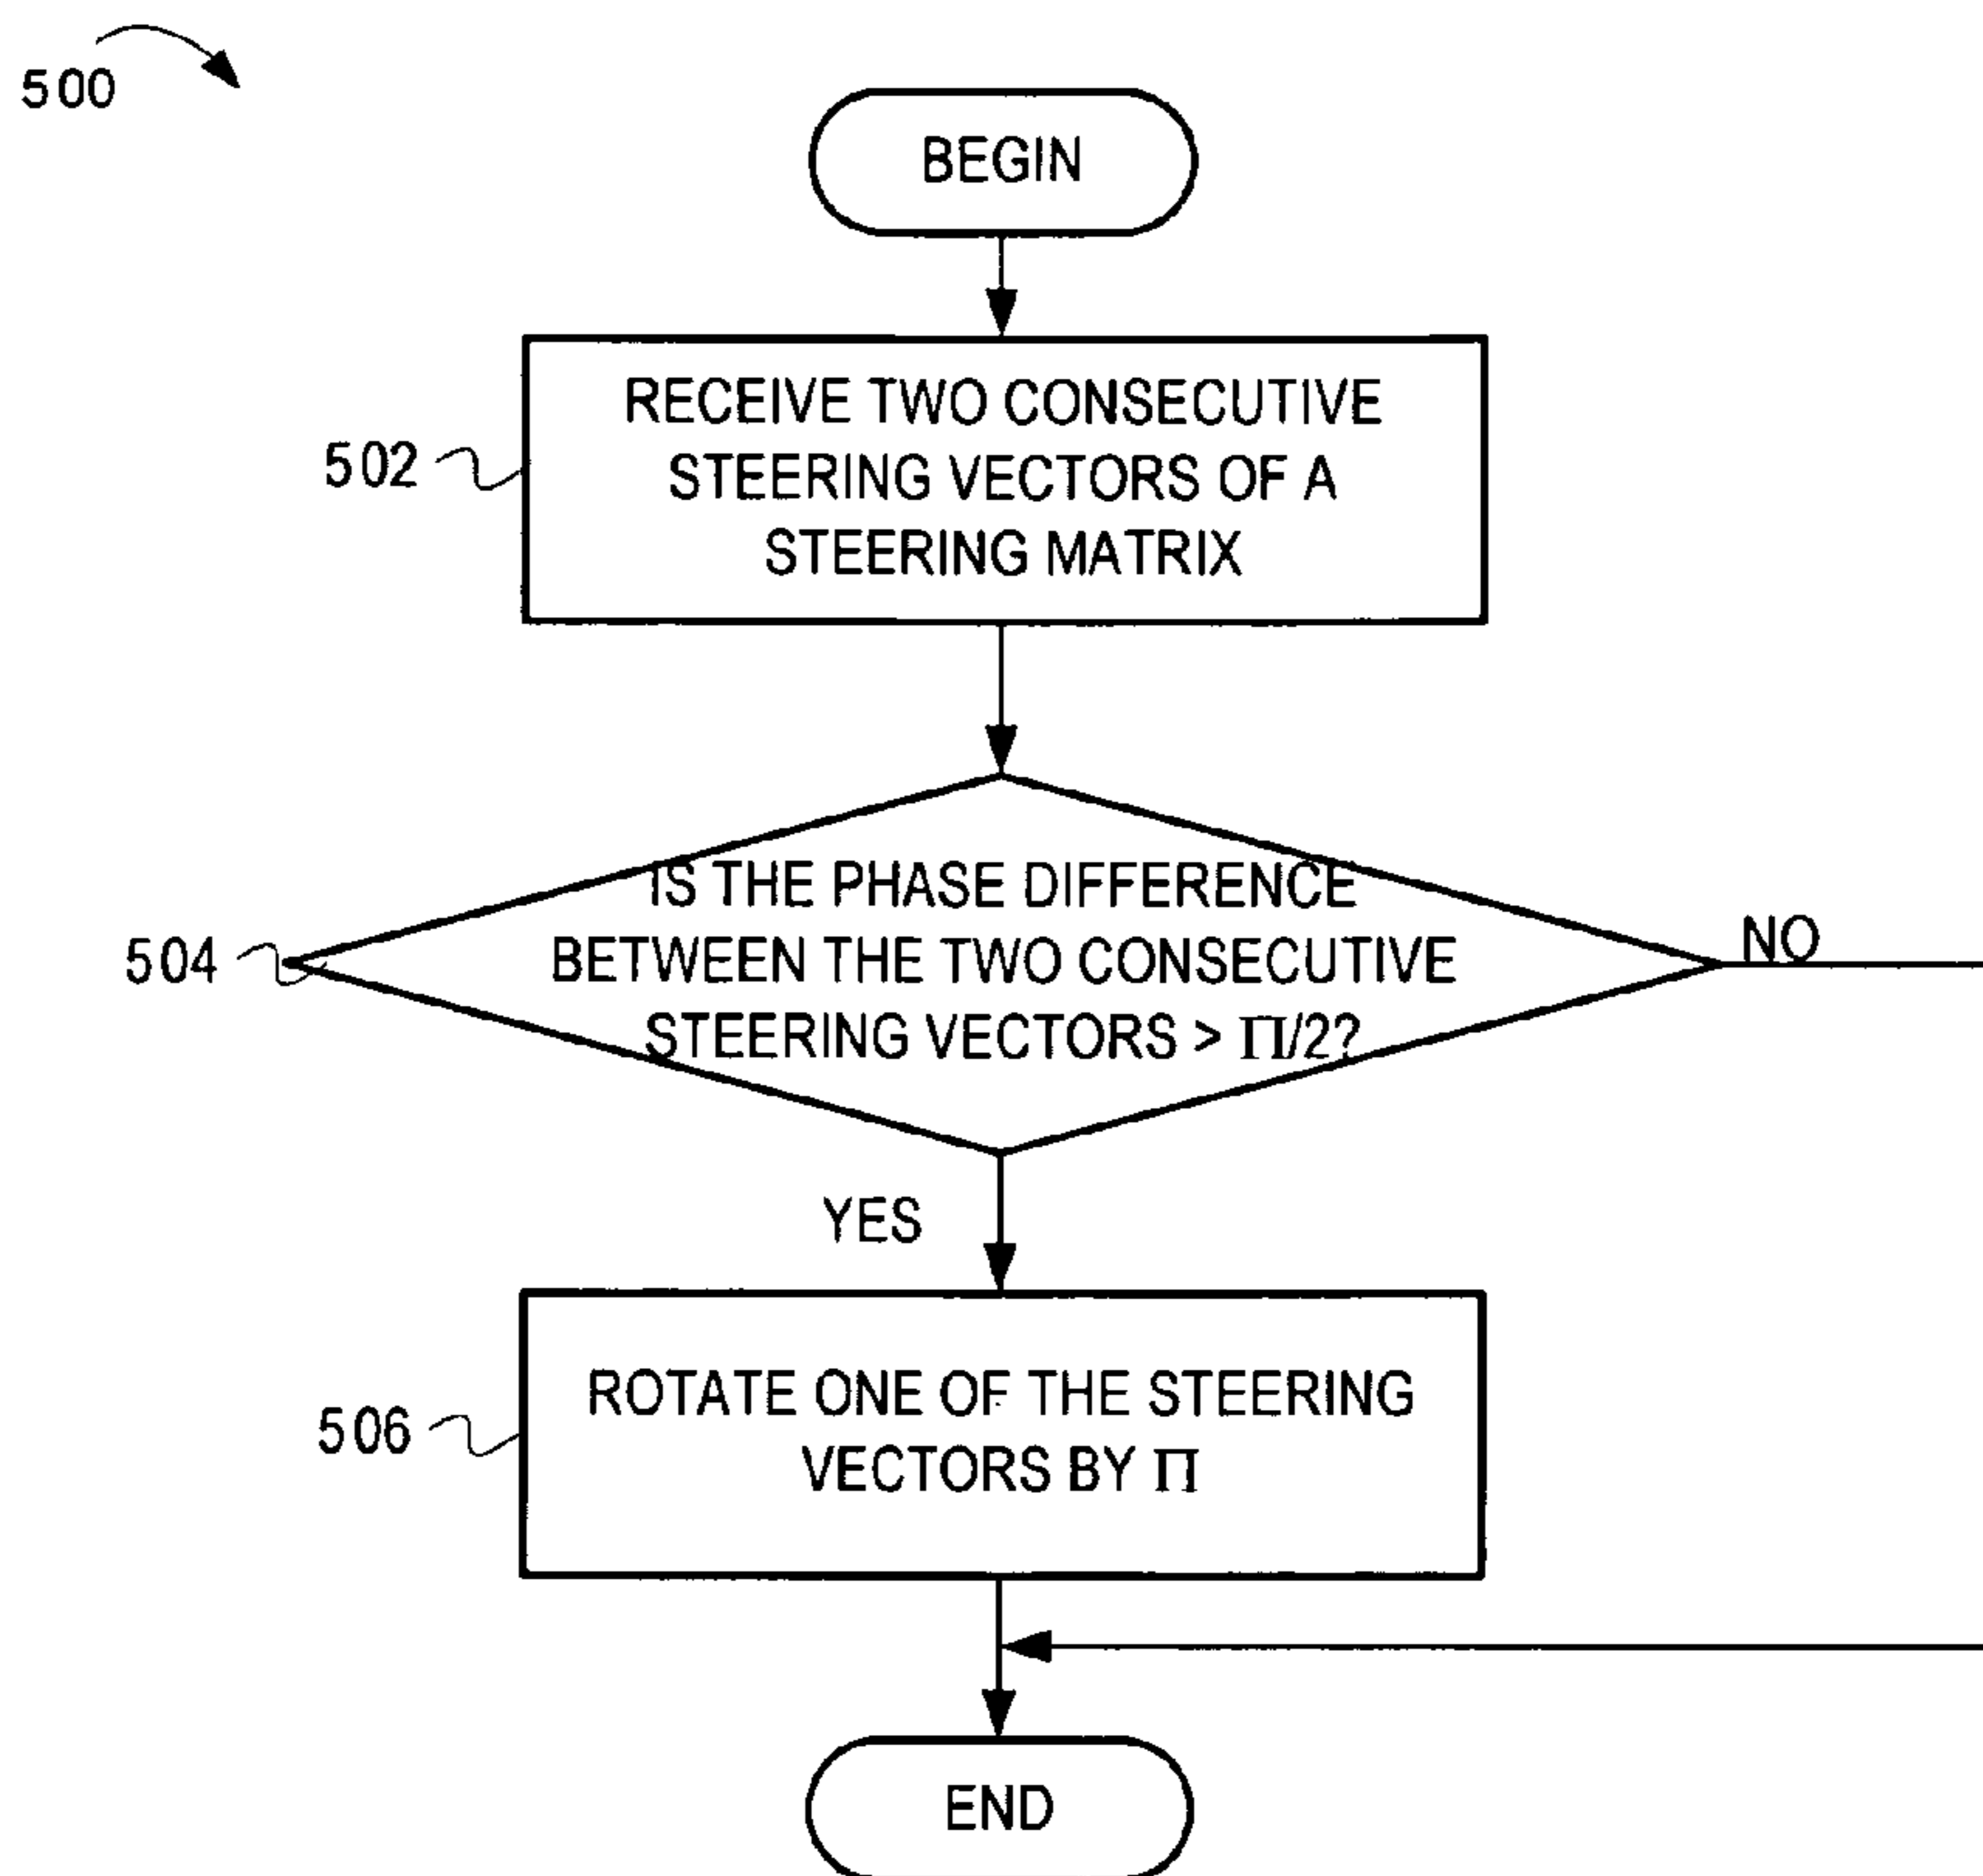 500
BEGIN
502
RECEIVE TWO CONSECUTIVE
STEERING VECTORS OF A
STEERING MATRIX
504
IS THE PHASE DIFFERENCE
BETWEEN THE TWO CONSECUTIVE
STEERING VECTORS > Π/2?
NO
YES
506
ROTATE ONE OF THE STEERING
VECTORS BY Π
END